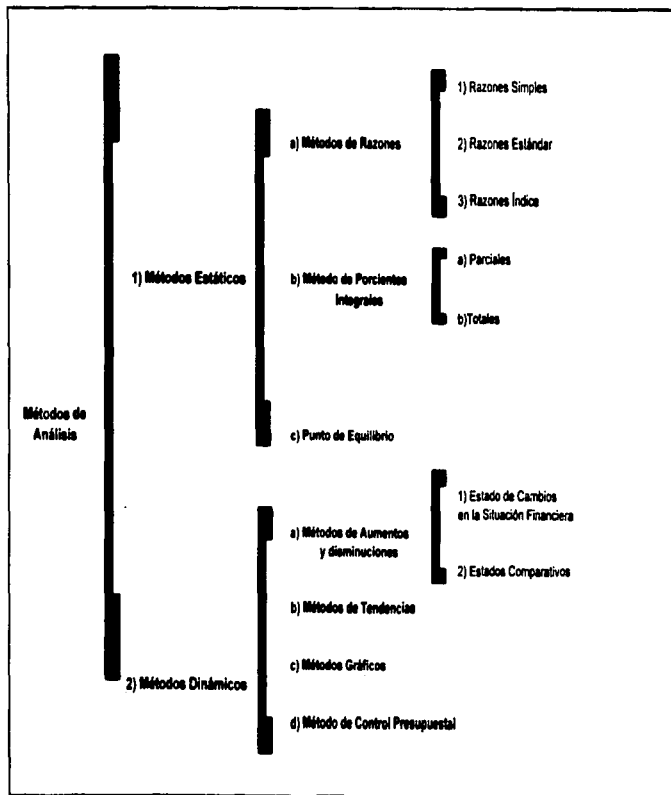 Métodos de
Análisis
1) Métodos Estáticos
a) Métodos de Razones
1) Razones Simples
2) Razones Estándar
3) Razones Índice
b) Método de Porcientes
Integrales
a) Parciales
b)Totales
c) Punto de Equilibrio
2) Métodos Dinámicos
a) Métodos de Aumentos
y disminuciones
1) Estado de Cambios
en la Situación Financiera
2) Estados Comparativos
b) Métodos de Tendencias
c) Métodos Gráficos
d) Método de Control Presupuestal